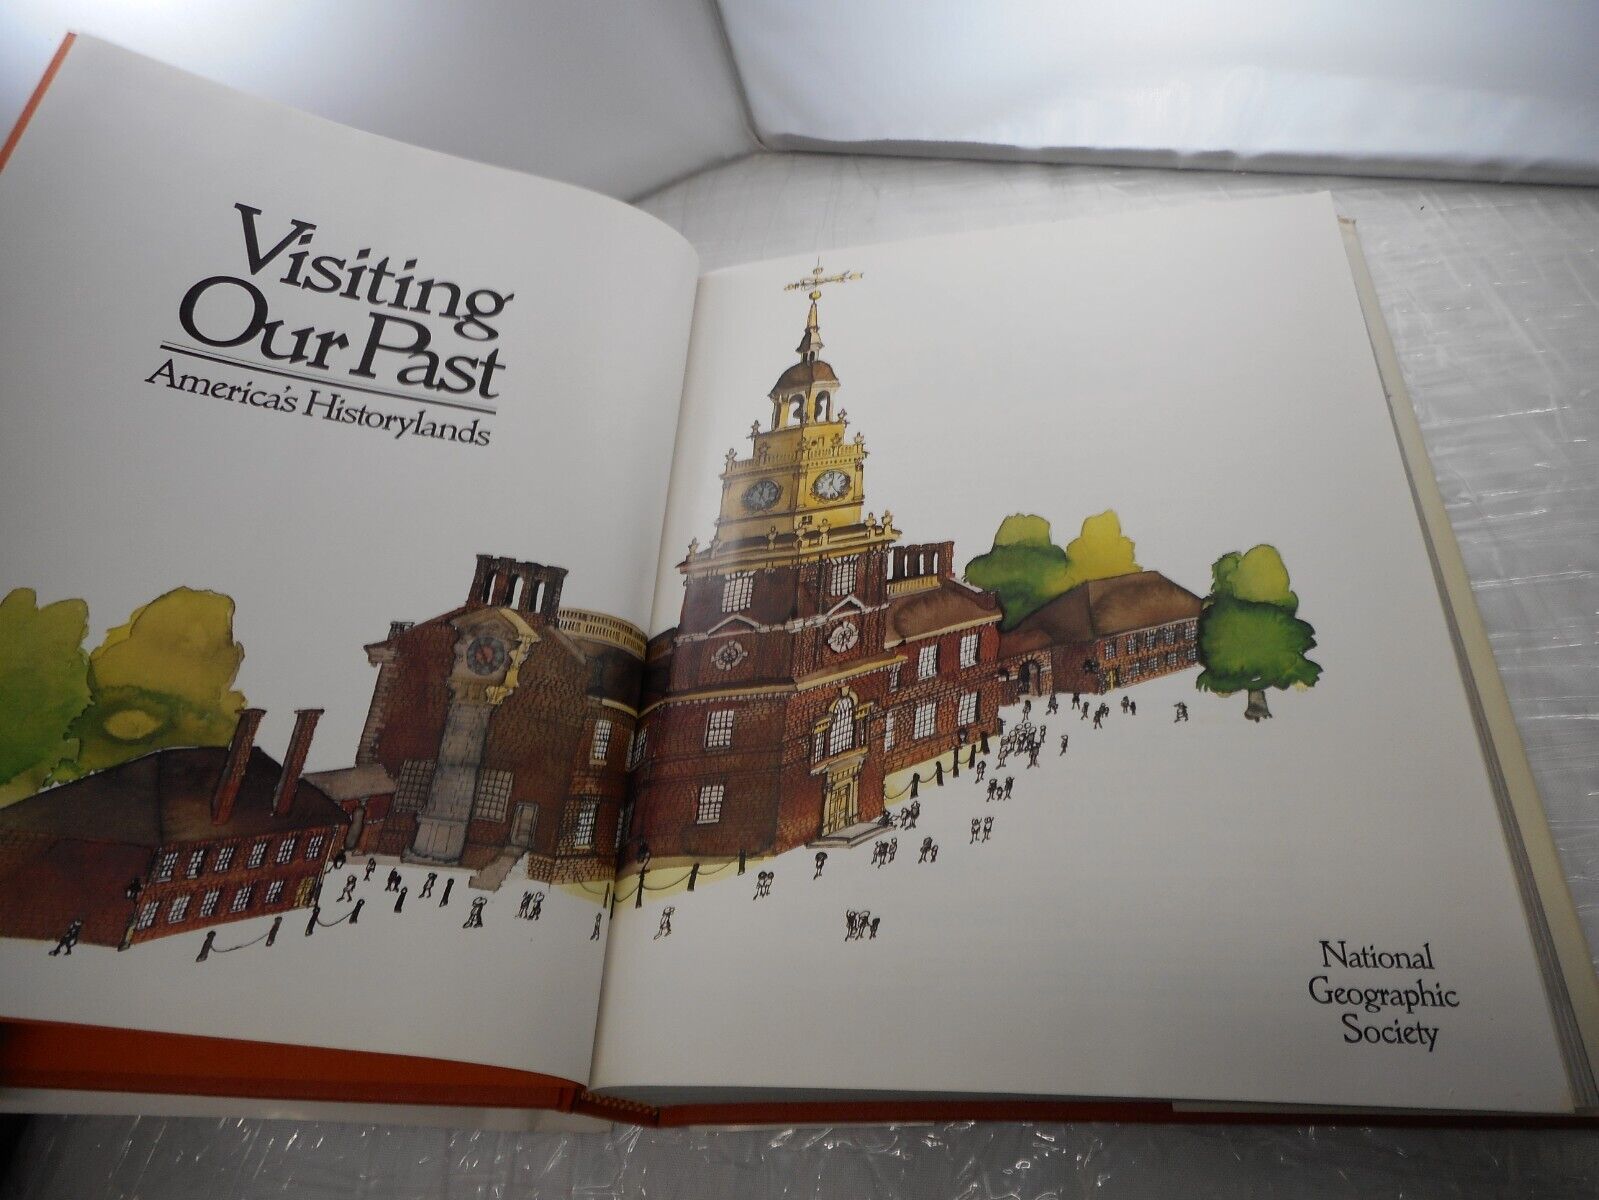 Visiting
Our Past
America's Historylands
National
Geographic
Society